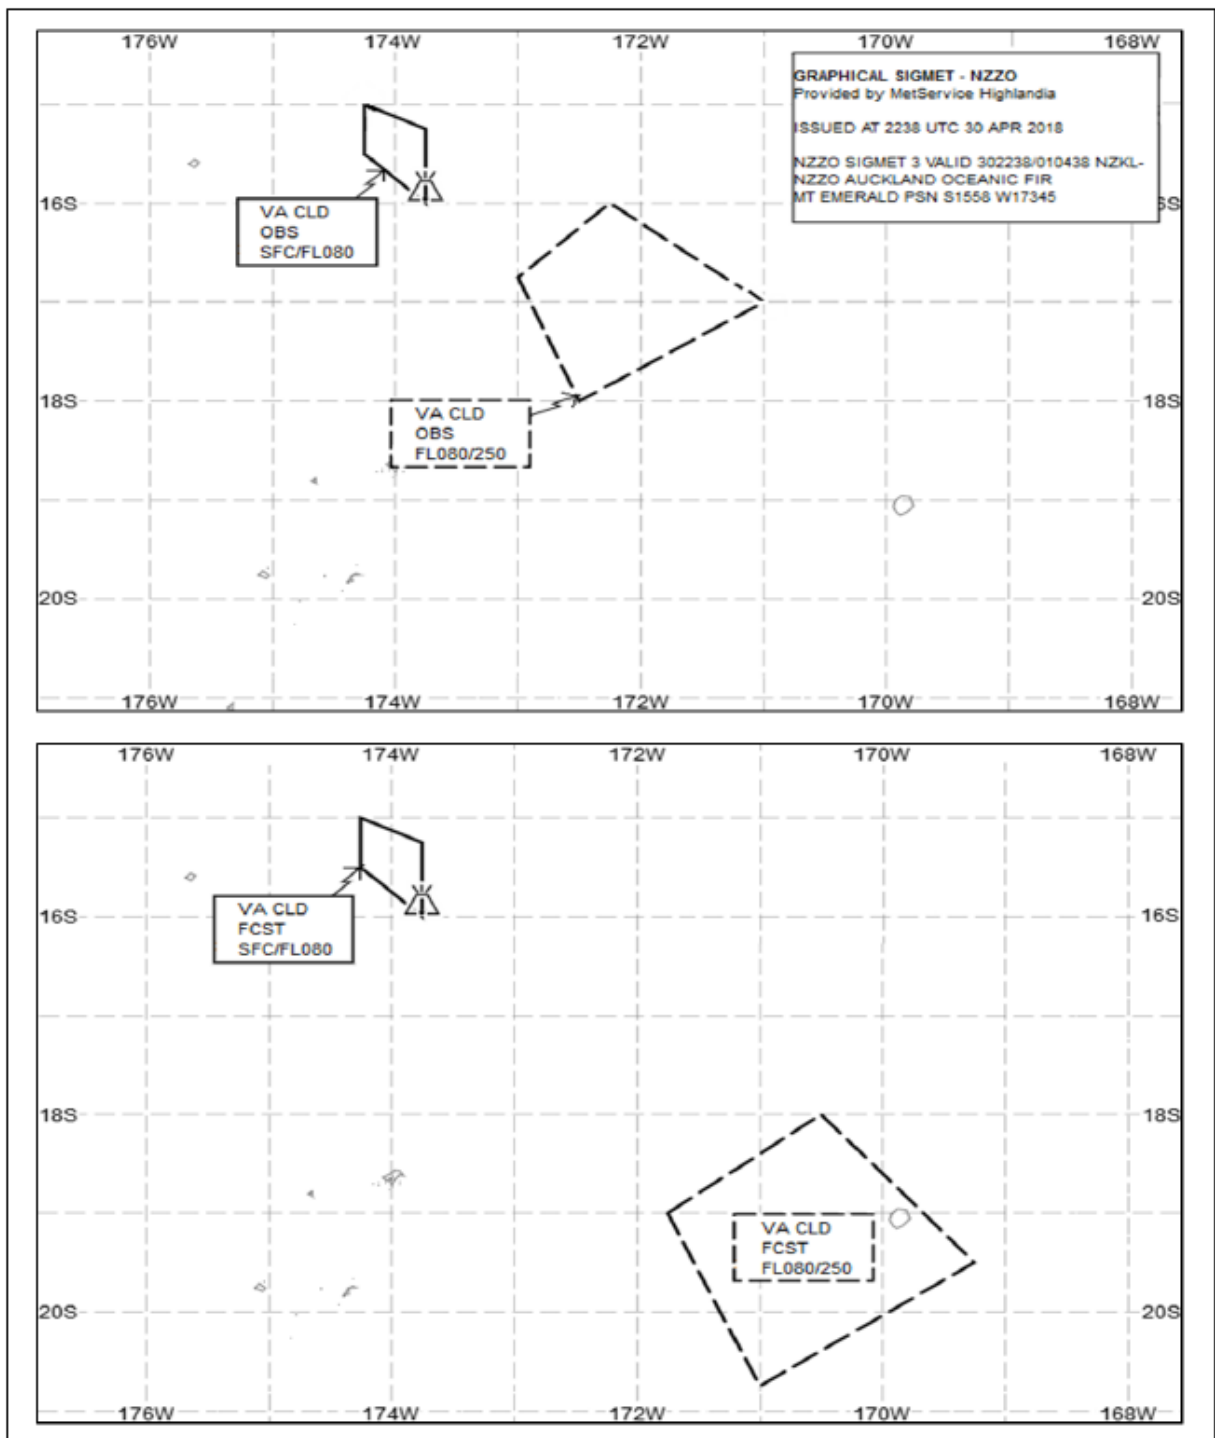 176W 174W 172W 170W 168W
GRAPHICAL SIGMET - NZZO
Provided by MetService Highlandia
ISSUED AT 2238 UTC 30 APR 2018
NZZO SIGMET 3 VALID 302238/010438 NZKL-
NZZO AUCKLAND OCEANIC FIR
MT EMERALD PSN S1558 W17345
16S 6S
VA CLD
OBS
SFC/FL080
18S 18S
VA CLD
OBS
FL080/250
20S 20S
176W 174W 172W 170W 168W
176W 174W 172W 170W 168W
VA CLD
FCST
SFC/FL080
16S 16S
18S 18S
VA CLD
FCST
FL080/250
20S 20S
176W 174W 172W 170W 168W